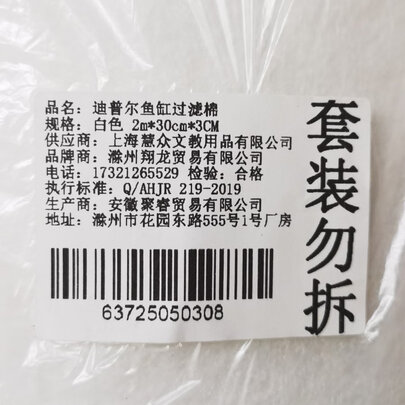 品名：迪普尔鱼缸过滤棉
规格：白色 2m*30cm*3CM
供应商：上海慧众文教用品有限公司
品牌商：滁州翔龙贸易有限公司
电话：17321265529 检验：合格
执行标准：Q/AHJR 219-2019
生产商：安徽聚睿贸易有限公司
地址：滁州市花园东路555号1号厂房
63725050308
套装勿拆